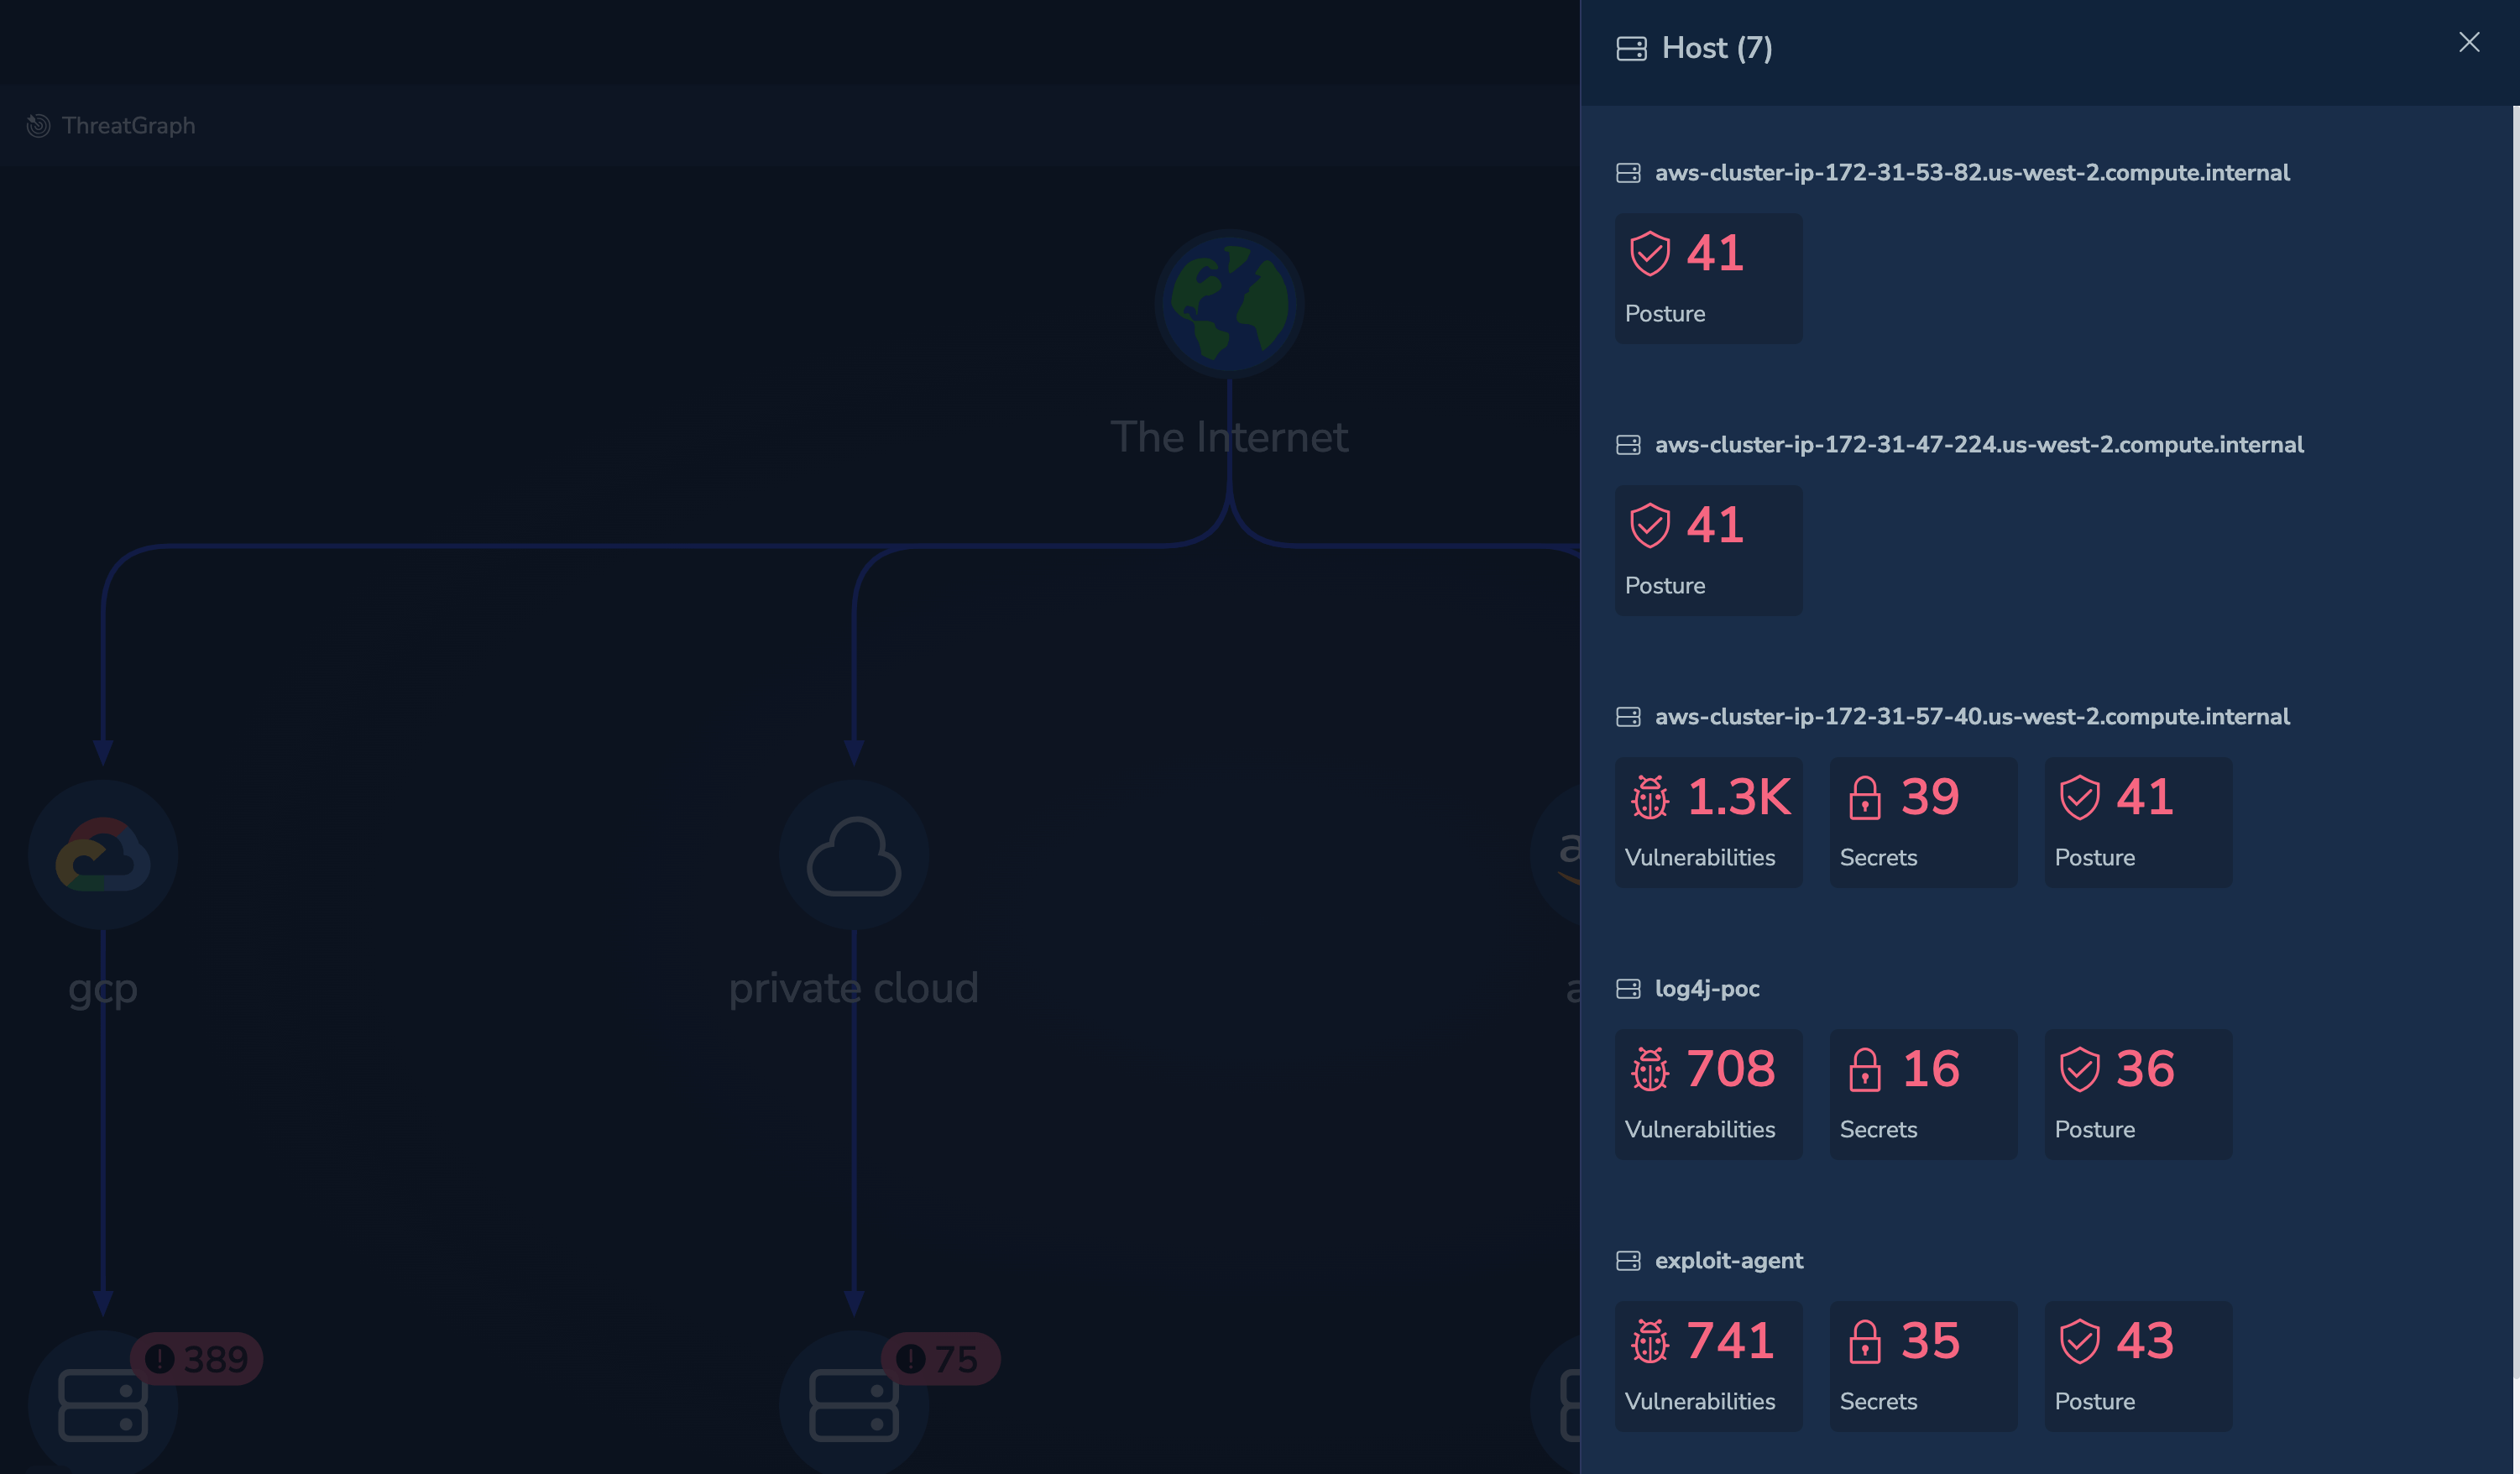 ThreatGraph
The Internet
gcp
private cloud
389
75
Host (7)
aws-cluster-ip-172-31-53-82.us-west-2.compute.internal
41
Posture
aws-cluster-ip-172-31-47-224.us-west-2.compute.internal
41
Posture
aws-cluster-ip-172-31-57-40.us-west-2.compute.internal
1.3K 39 41
Vulnerabilities Secrets Posture
log4j-poc
708 16 36
Vulnerabilities Secrets Posture
exploit-agent
741 35 43
Vulnerabilities Secrets Posture